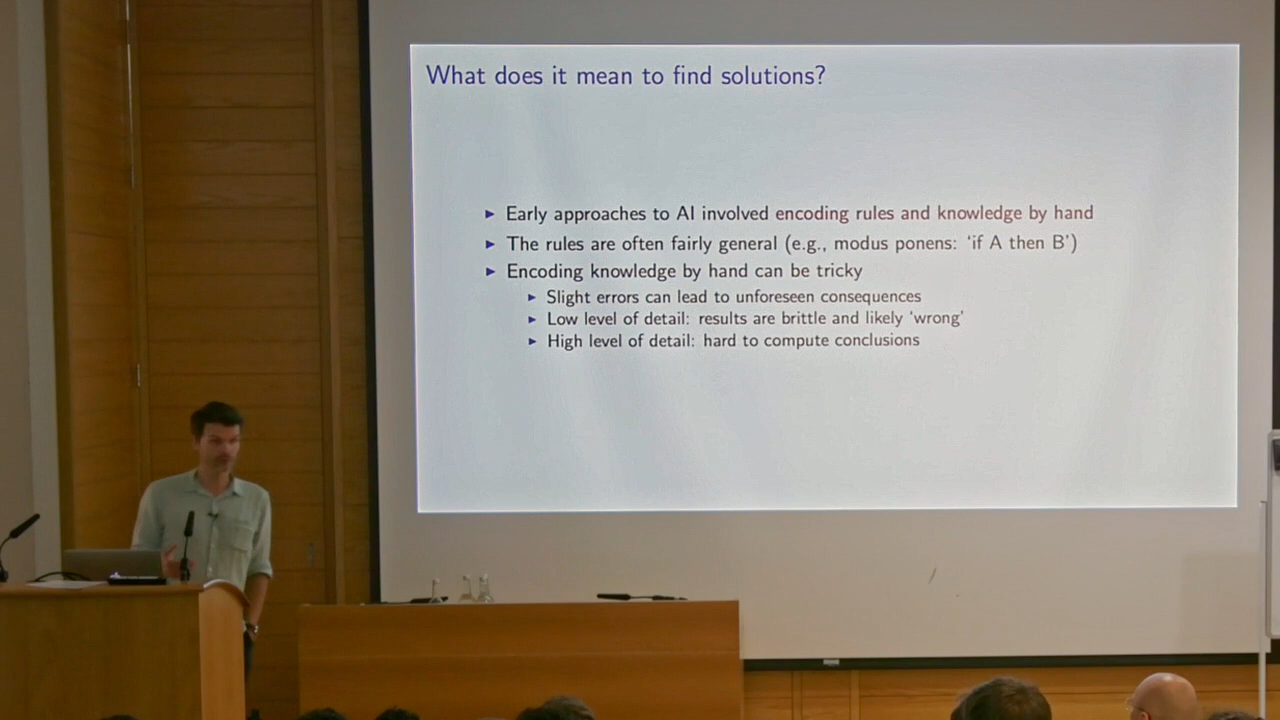 What does it mean to find solutions?
► Early approaches to AI involved encoding rules and knowledge by hand
► The rules are often fairly general (e.g., modus ponens: ‘if A then B’)
► Encoding knowledge by hand can be tricky
► Slight errors can lead to unforeseen consequences
► Low level of detail: results are brittle and likely ‘wrong’
► High level of detail: hard to compute conclusions